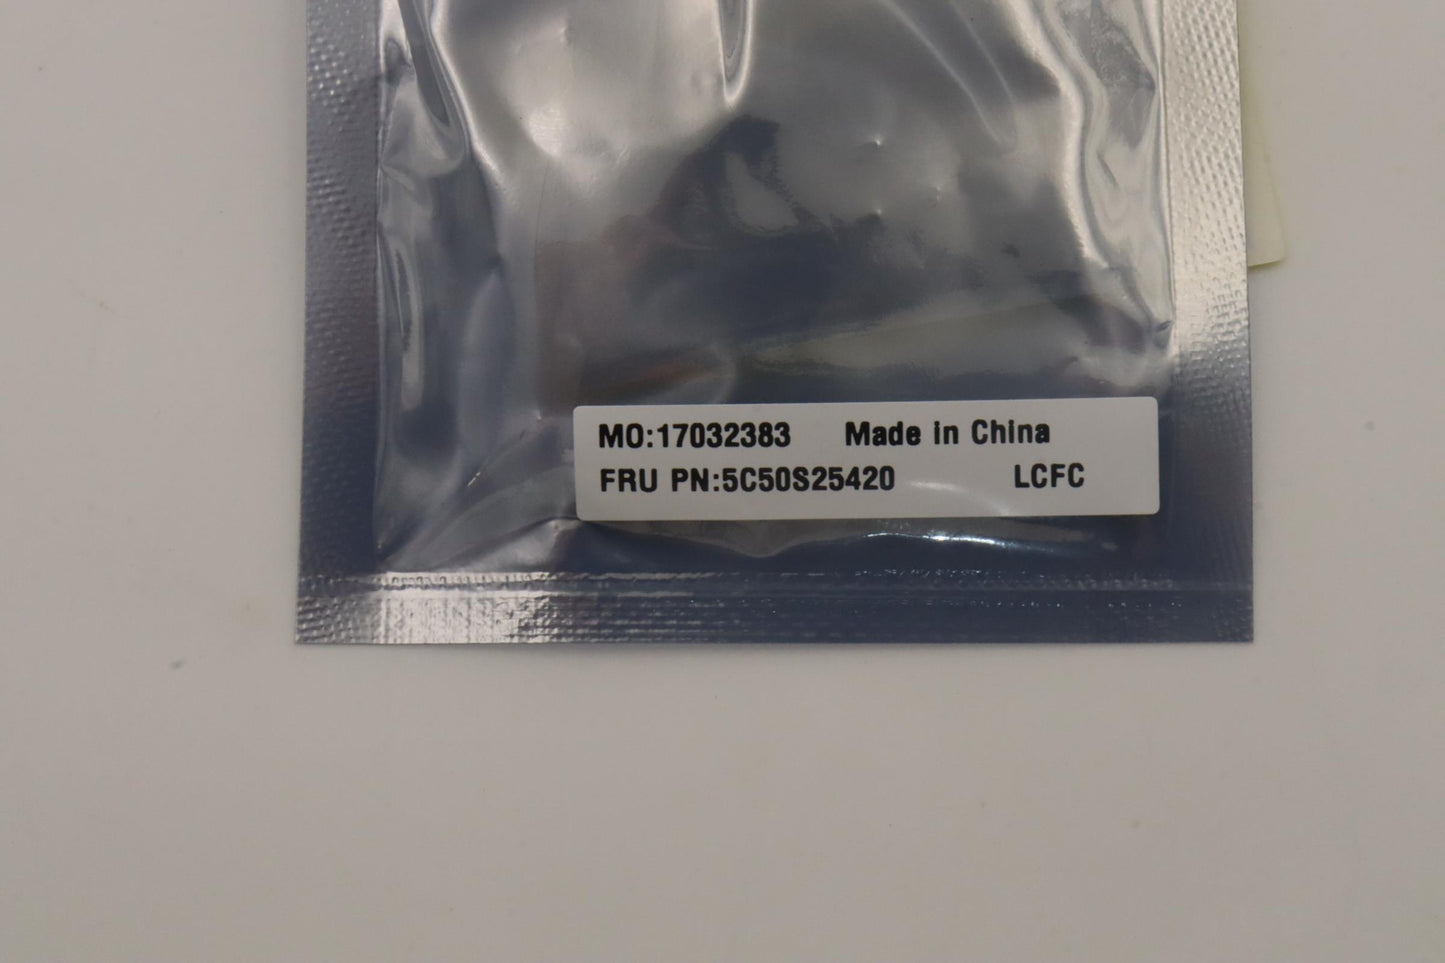 MO:17032383 Made in China
FRU PN:5C50S25420 LCFC